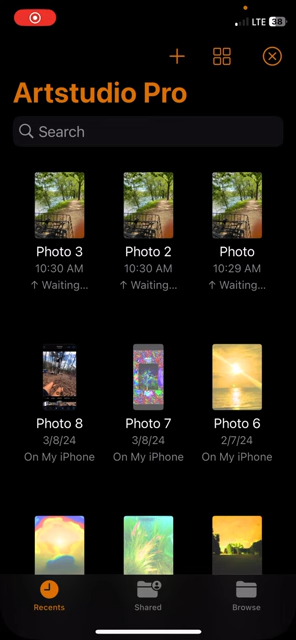 LTE 38
Artstudio Pro
Search
Photo 3 Photo 2 Photo
10:30 AM 10:30 AM 10:29 AM
↑ Waiting... ↑ Waiting... ↑ Waiting...
Photo 8 Photo 7 Photo 6
3/8/24 3/8/24 2/7/24
On My iPhone On My iPhone On My iPhone
Recents Shared Browse